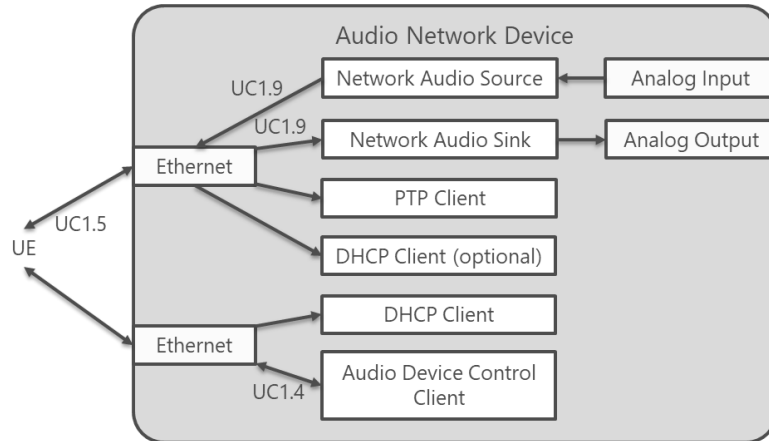 Audio Network Device
UC1.9
Network Audio Source
Analog Input
UC1.9
Network Audio Sink
Analog Output
Ethernet
PTP Client
UC1.5
UE
DHCP Client (optional)
DHCP Client
Ethernet
UC1.4
Audio Device Control
Client